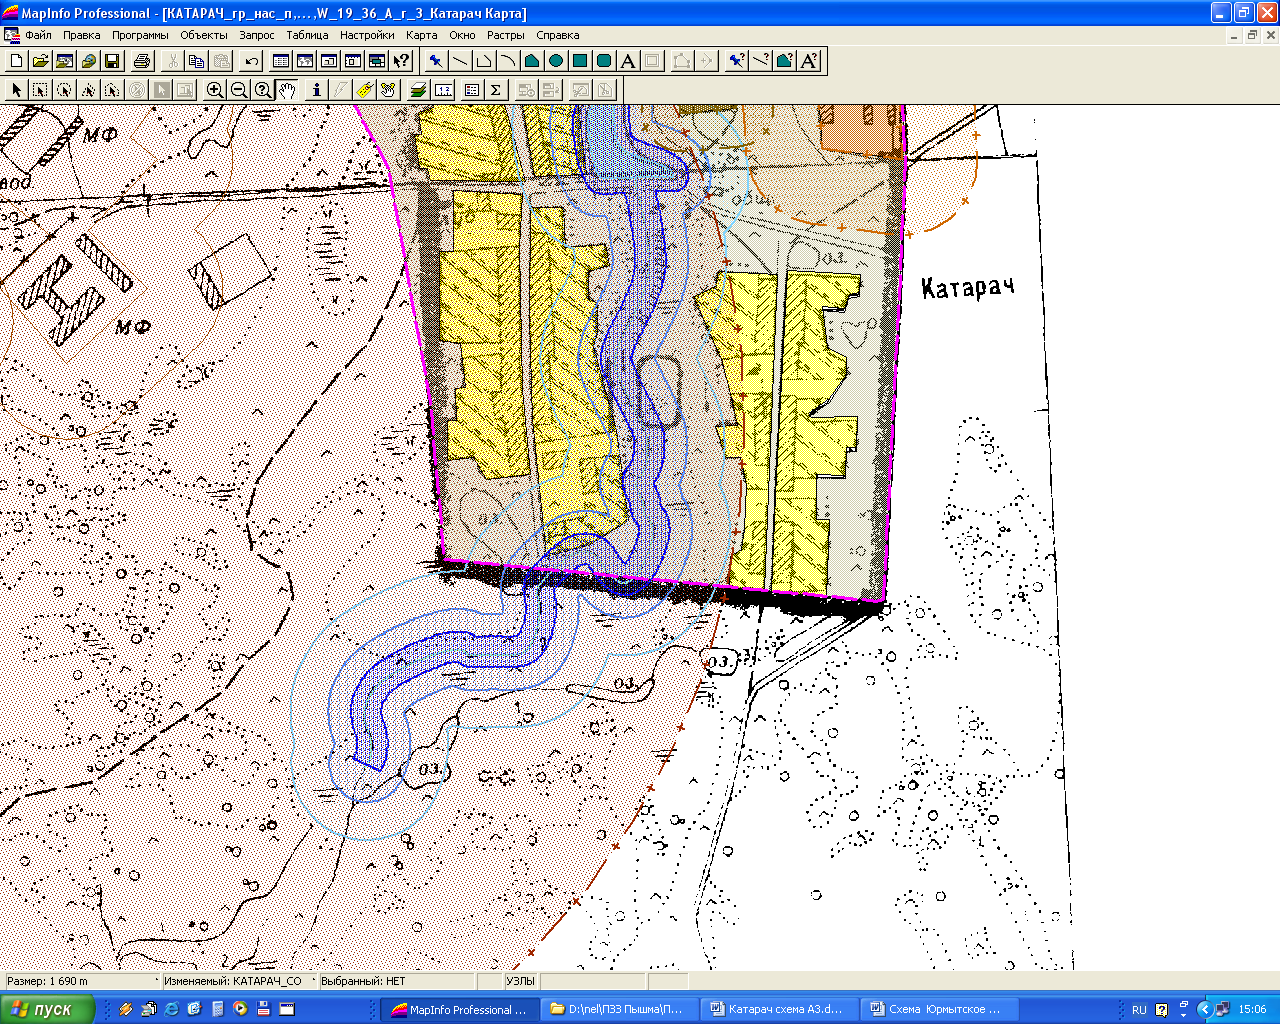 MapInfo Professional - [КАТАРАЧ_гр_нас_п,...,W_19_36_A_г_3_Катарач Карта]
Файл Правка Программы Объекты Запрос Таблица Настройки Карта Окно Растры Справка
МФ
МФ
Катарач
оз.
оз.
оз.
оз.
Размер: 1 690 m Изменяемый: КАТАРАЧ_СО Выбранный: НЕТ УЗЛЫ
пуск MapInfo Professional ... D:\nel\ПЗЗ Пышма\П... Катарач схема А3.d... Схема Юрмытское ... RU 15:06